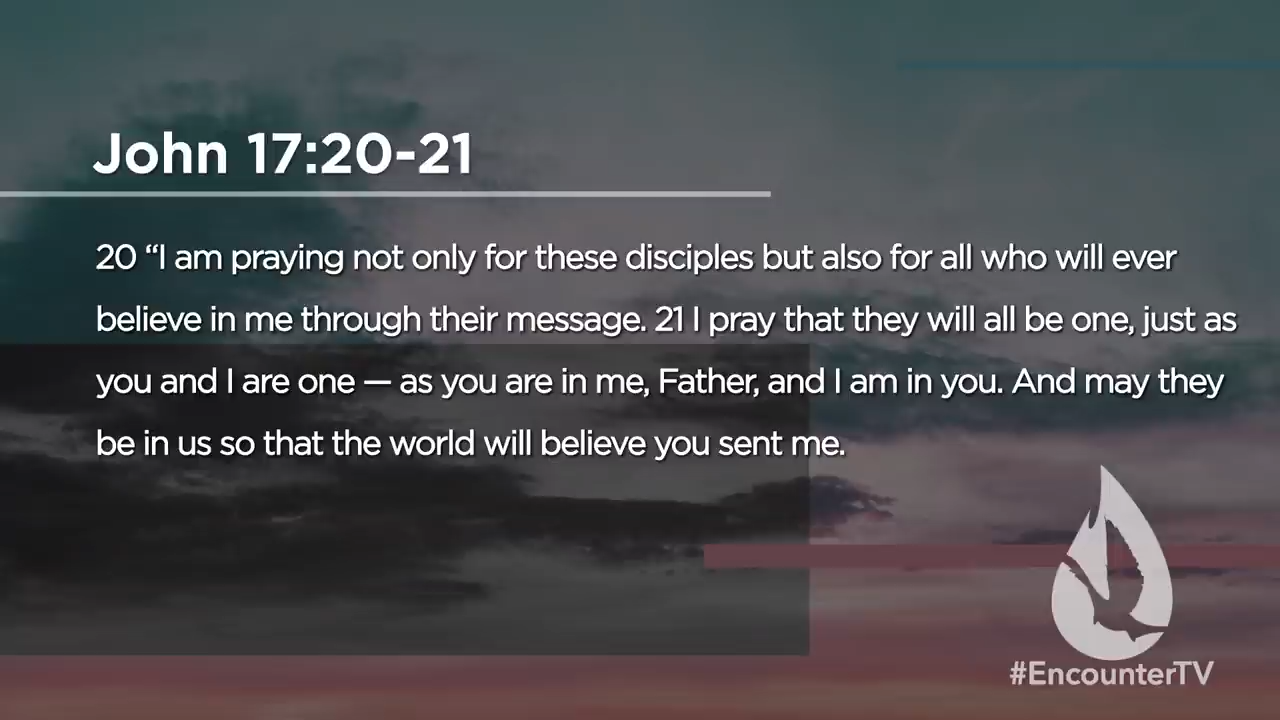 John 17:20-21
20 “I am praying not only for these disciples but also for all who will ever
believe in me through their message. 21 I pray that they will all be one, just as
you and I are one — as you are in me, Father, and I am in you. And may they
be in us so that the world will believe you sent me.
#EncounterTV